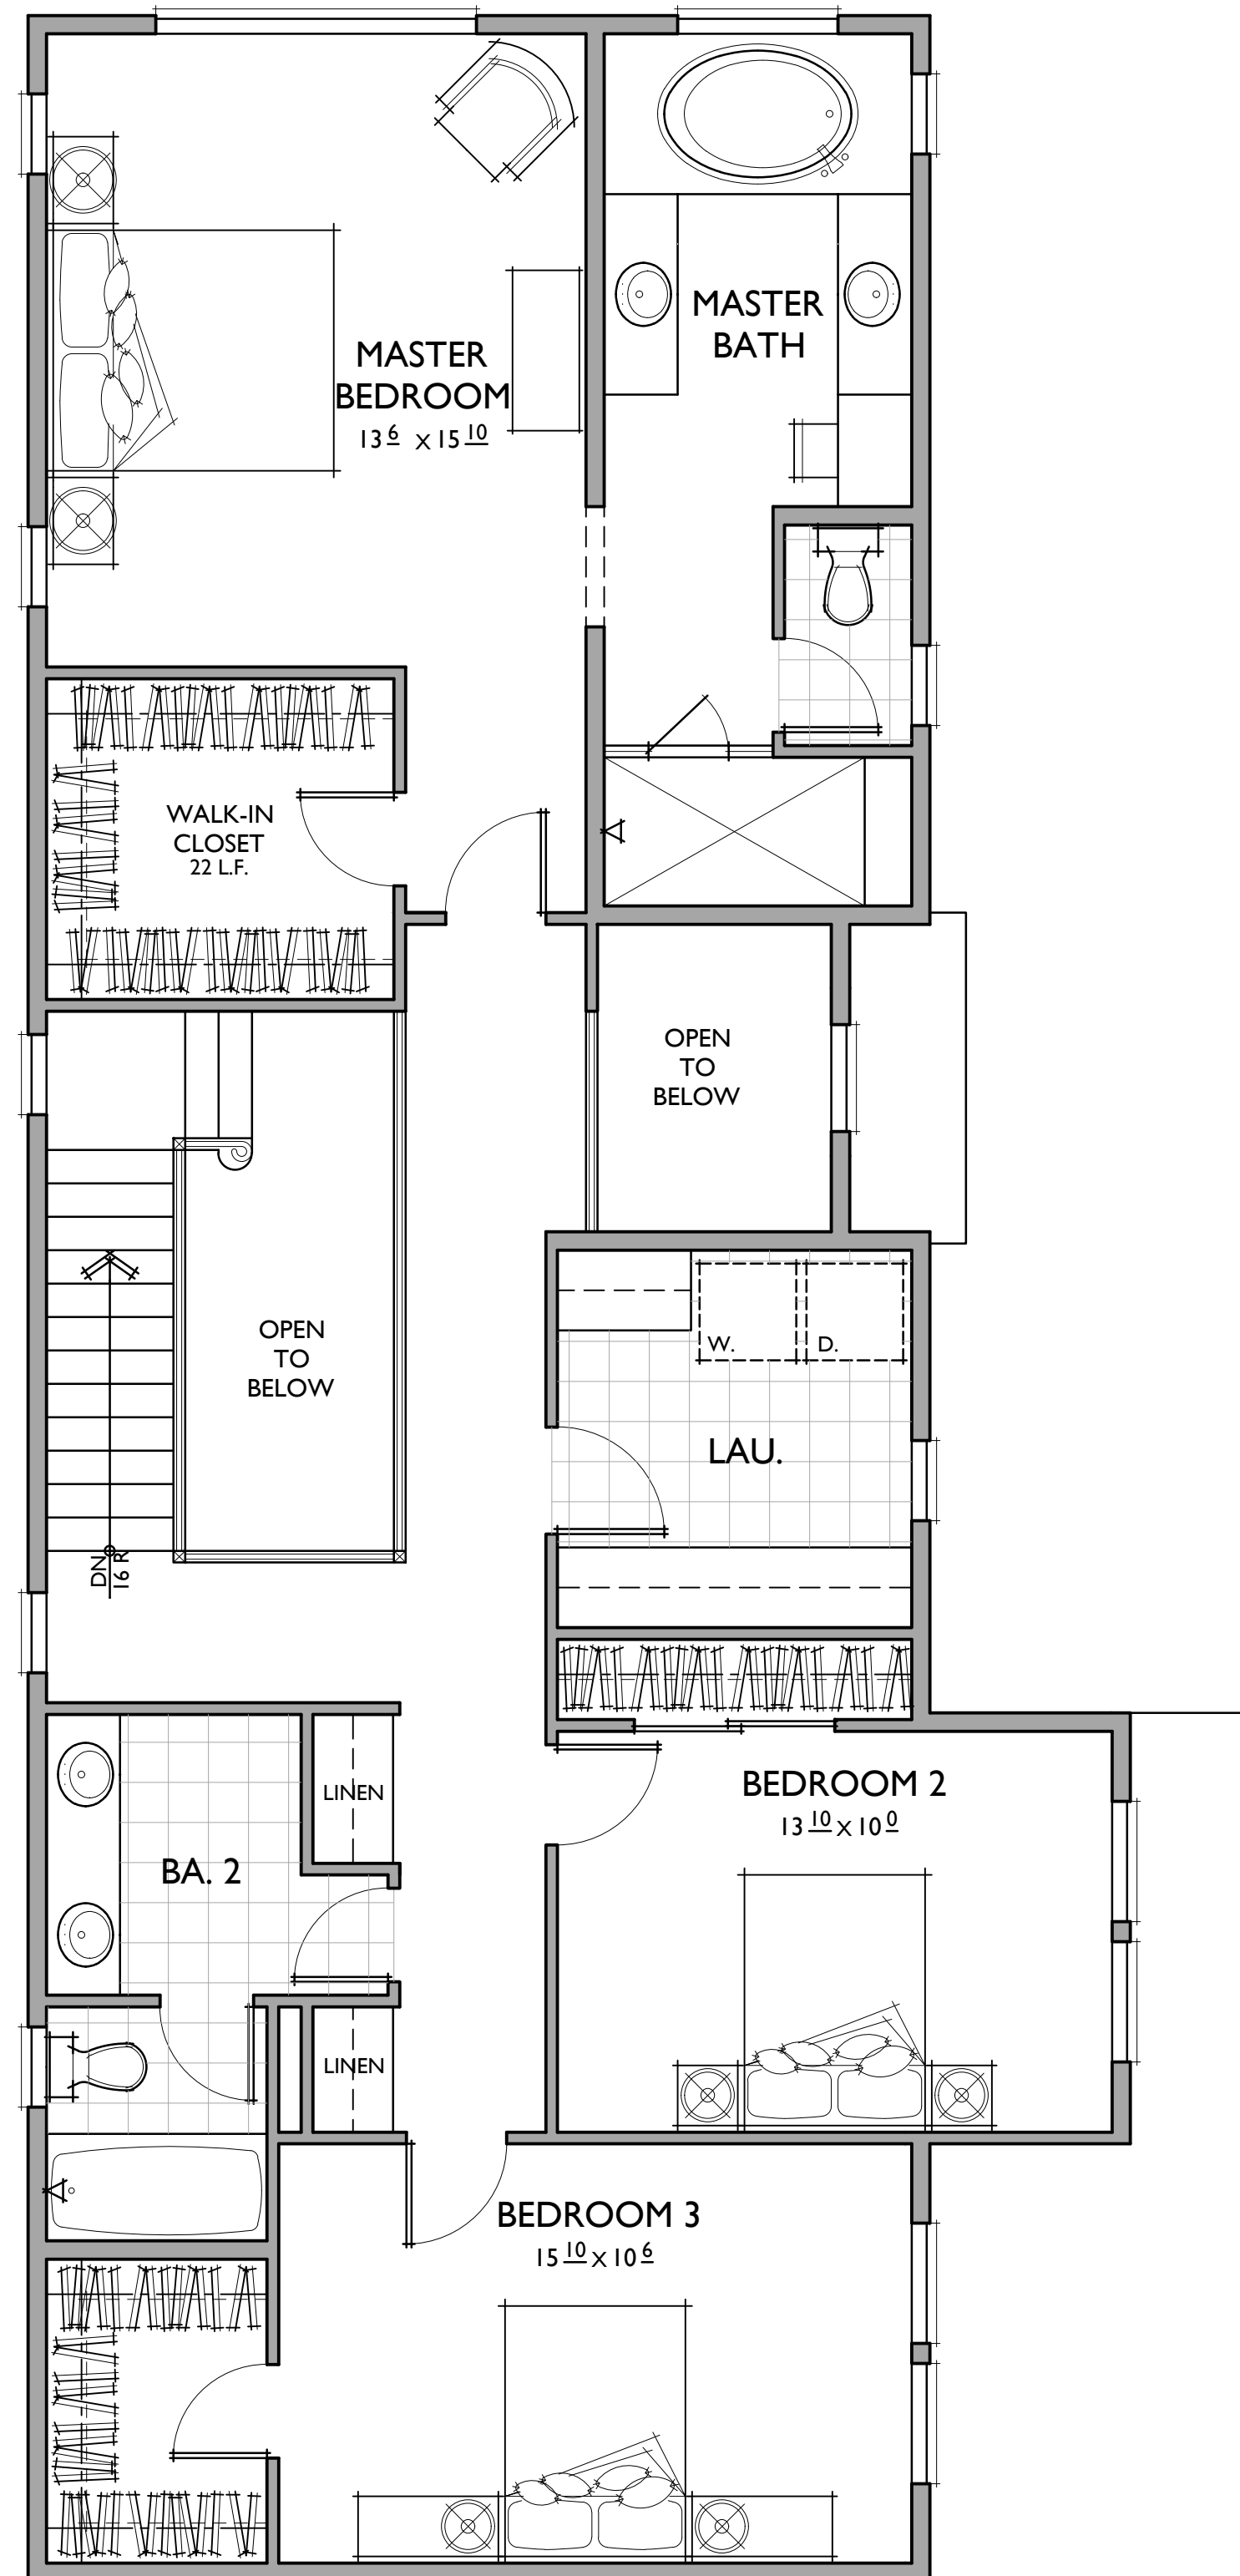 MASTER
BEDROOM
13 6 X 15 10
MASTER
BATH
WALK-IN
CLOSET
22 L.F.
OPEN
TO
BELOW
OPEN
TO
BELOW
W. D.
LAU.
DN
16 R
LINEN
BEDROOM 2
13 10 X 10 0
BA. 2
LINEN
BEDROOM 3
15 10 X 10 6